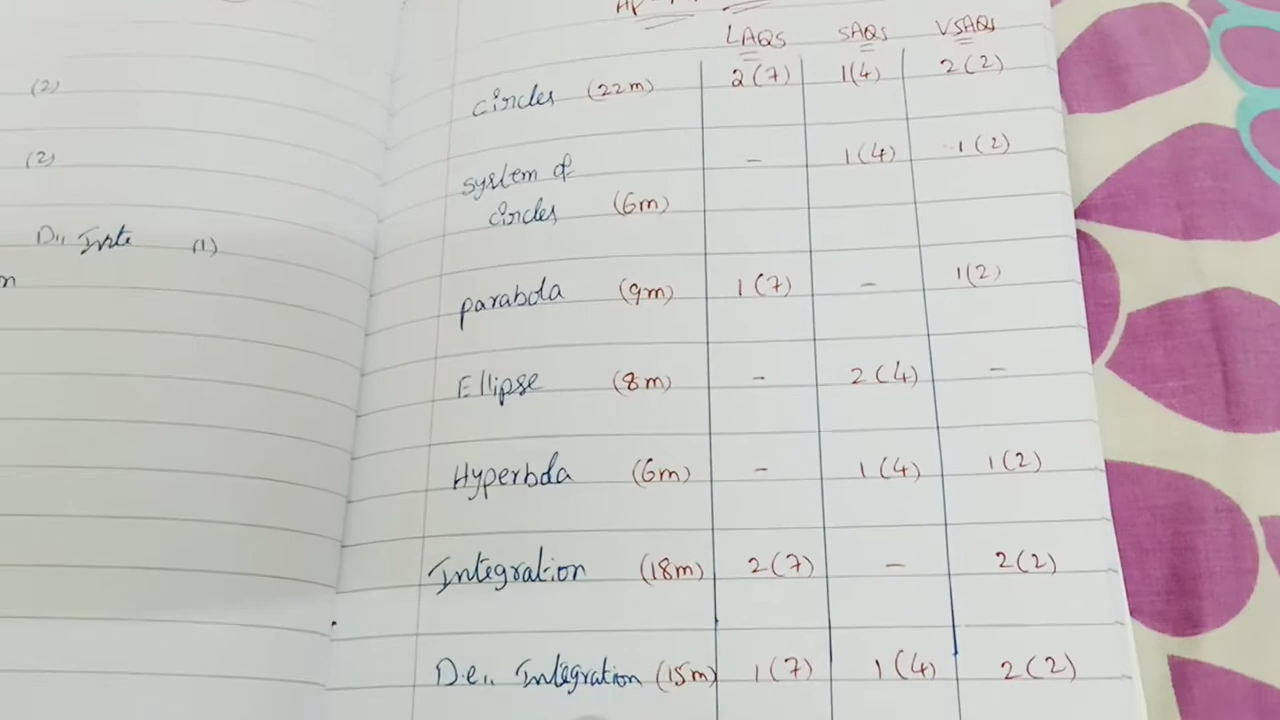 (2)
(2)
D,, Inte (1)
n
LAQS SAQS VSAQS
circles (22m) 2(7) 1(4) 2(2)
system of
circles (6m) - 1(4) 1(2)
parabola (9m) 1(7) - 1(2)
Ellipse (8m) - 2(4) -
Hyperbola (6m) - 1(4) 1(2)
Integration (18m) 2(7) - 2(2)
De,, Integration (15m) 1(7) 1(4) 2(2)